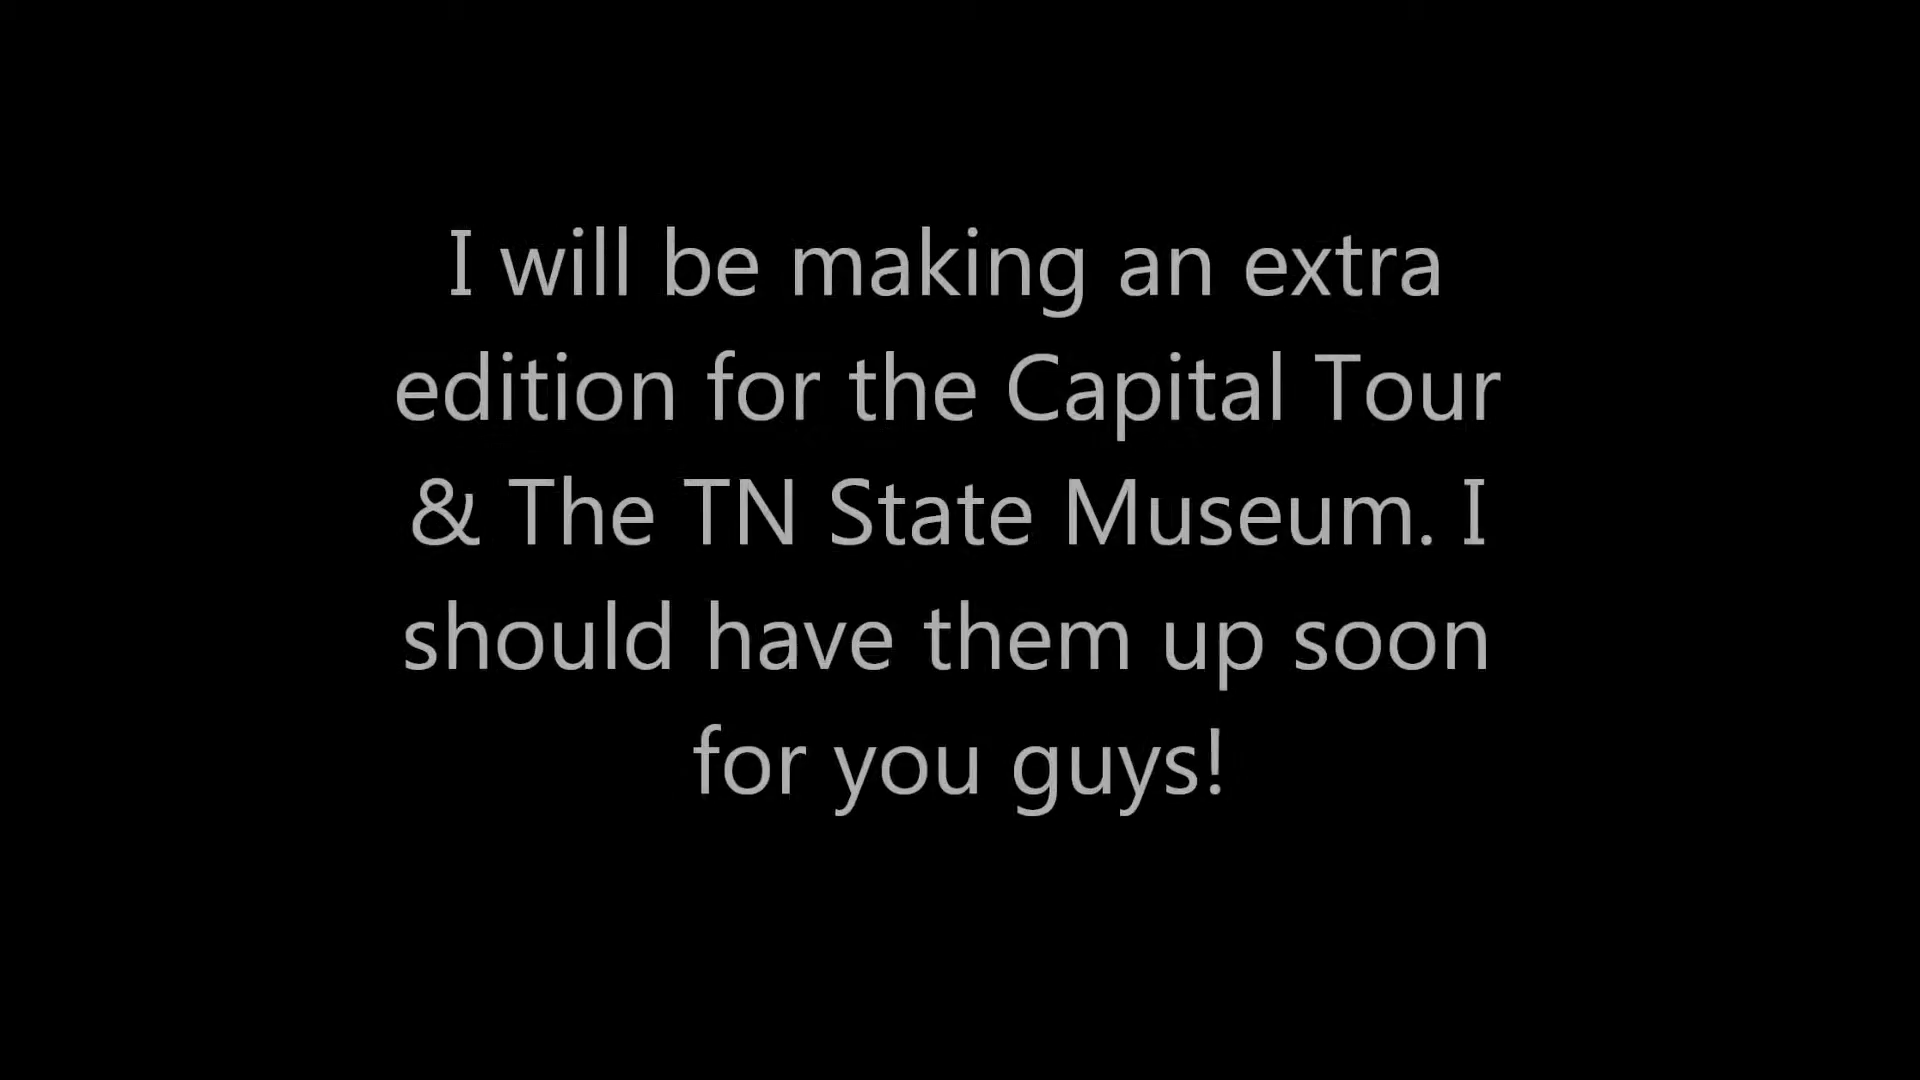 I will be making an extra
edition for the Capital Tour
& The TN State Museum. I
should have them up soon
for you guys!